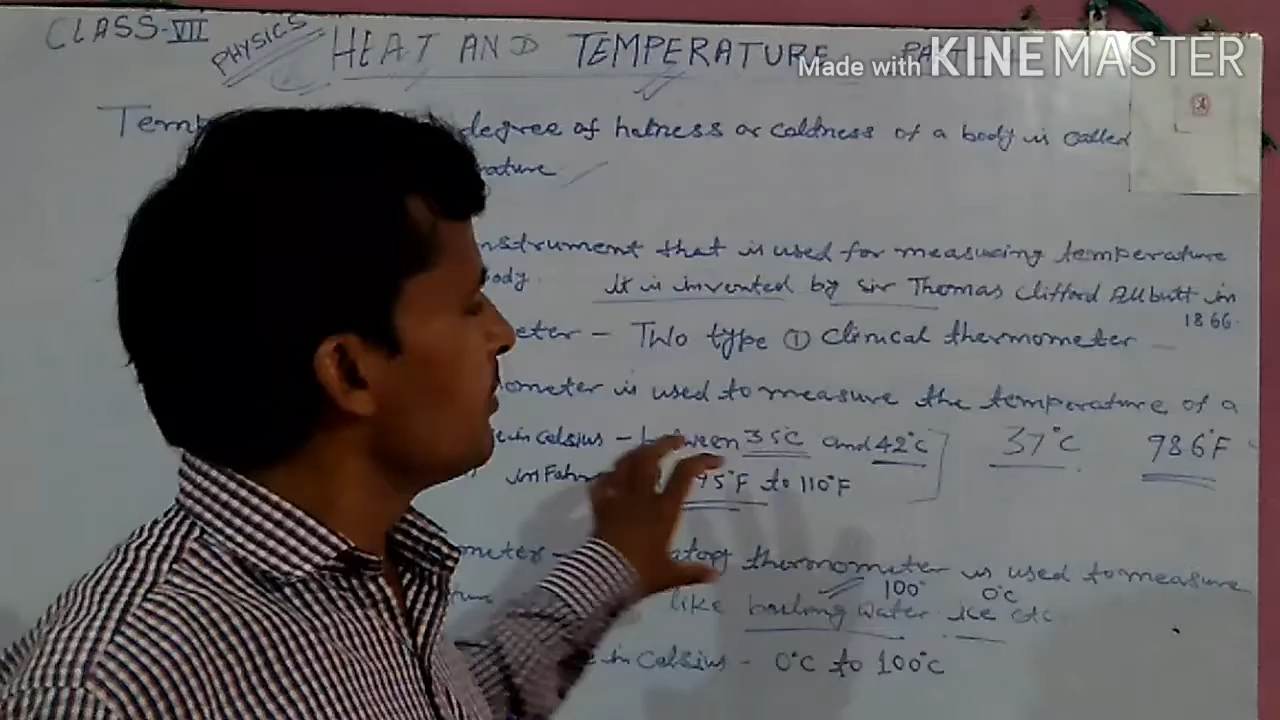 CLASS-VII PHYSICS HEAT AND TEMPERATURE
Made with KINEMASTER
degree of hotness or coldness of a body is called
instrument that is used for measuring temperature
body. it is invented by sir Thomas Clifford Allbutt in
1866.
- Two type ① Clinical thermometer -
is used to measure the temperature of a
in Celsius - between 35°C and 42°C 37°C 98.6°F
in 95°F to 110°F
thermometer is used to measure
100° 0°C
like boiling water ice etc
in Celsius - 0°C to 100°C